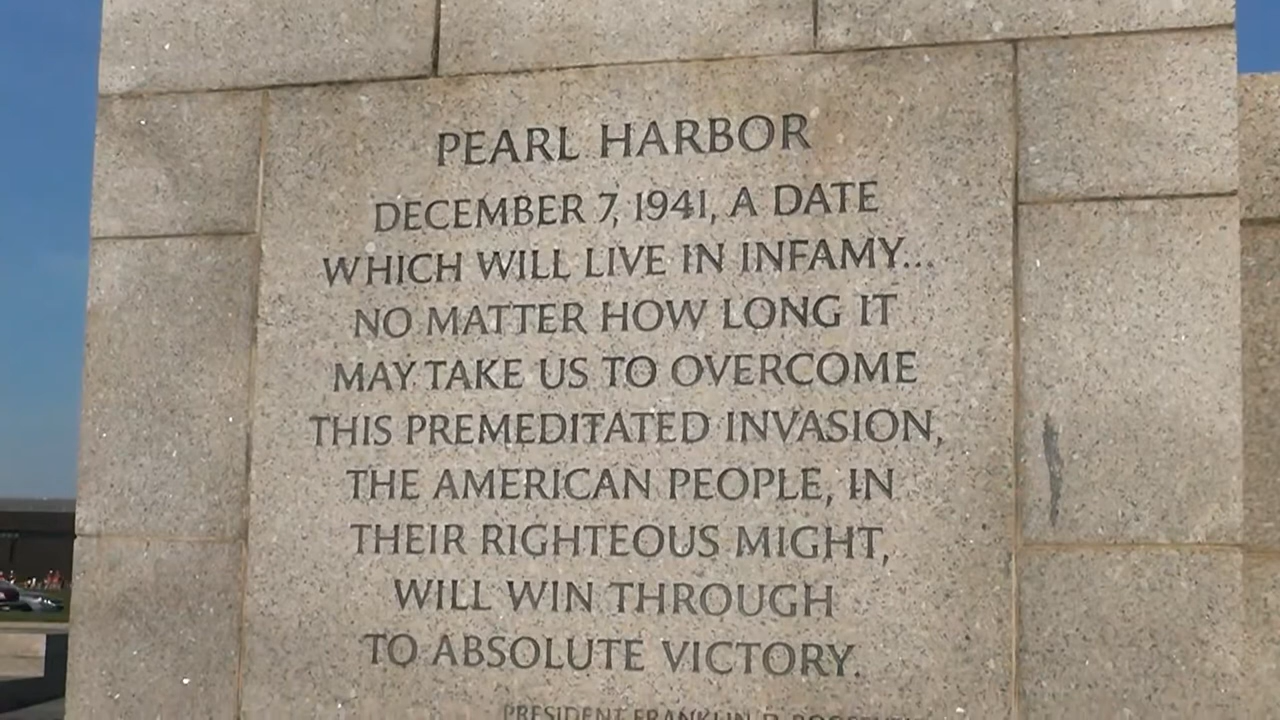 PEARL HARBOR
DECEMBER 7, 1941, A DATE
WHICH WILL LIVE IN INFAMY...
NO MATTER HOW LONG IT
MAY TAKE US TO OVERCOME
THIS PREMEDITATED INVASION,
THE AMERICAN PEOPLE, IN
THEIR RIGHTEOUS MIGHT,
WILL WIN THROUGH
TO ABSOLUTE VICTORY.
PRESIDENT FRANKLIN D. ROOSEVELT